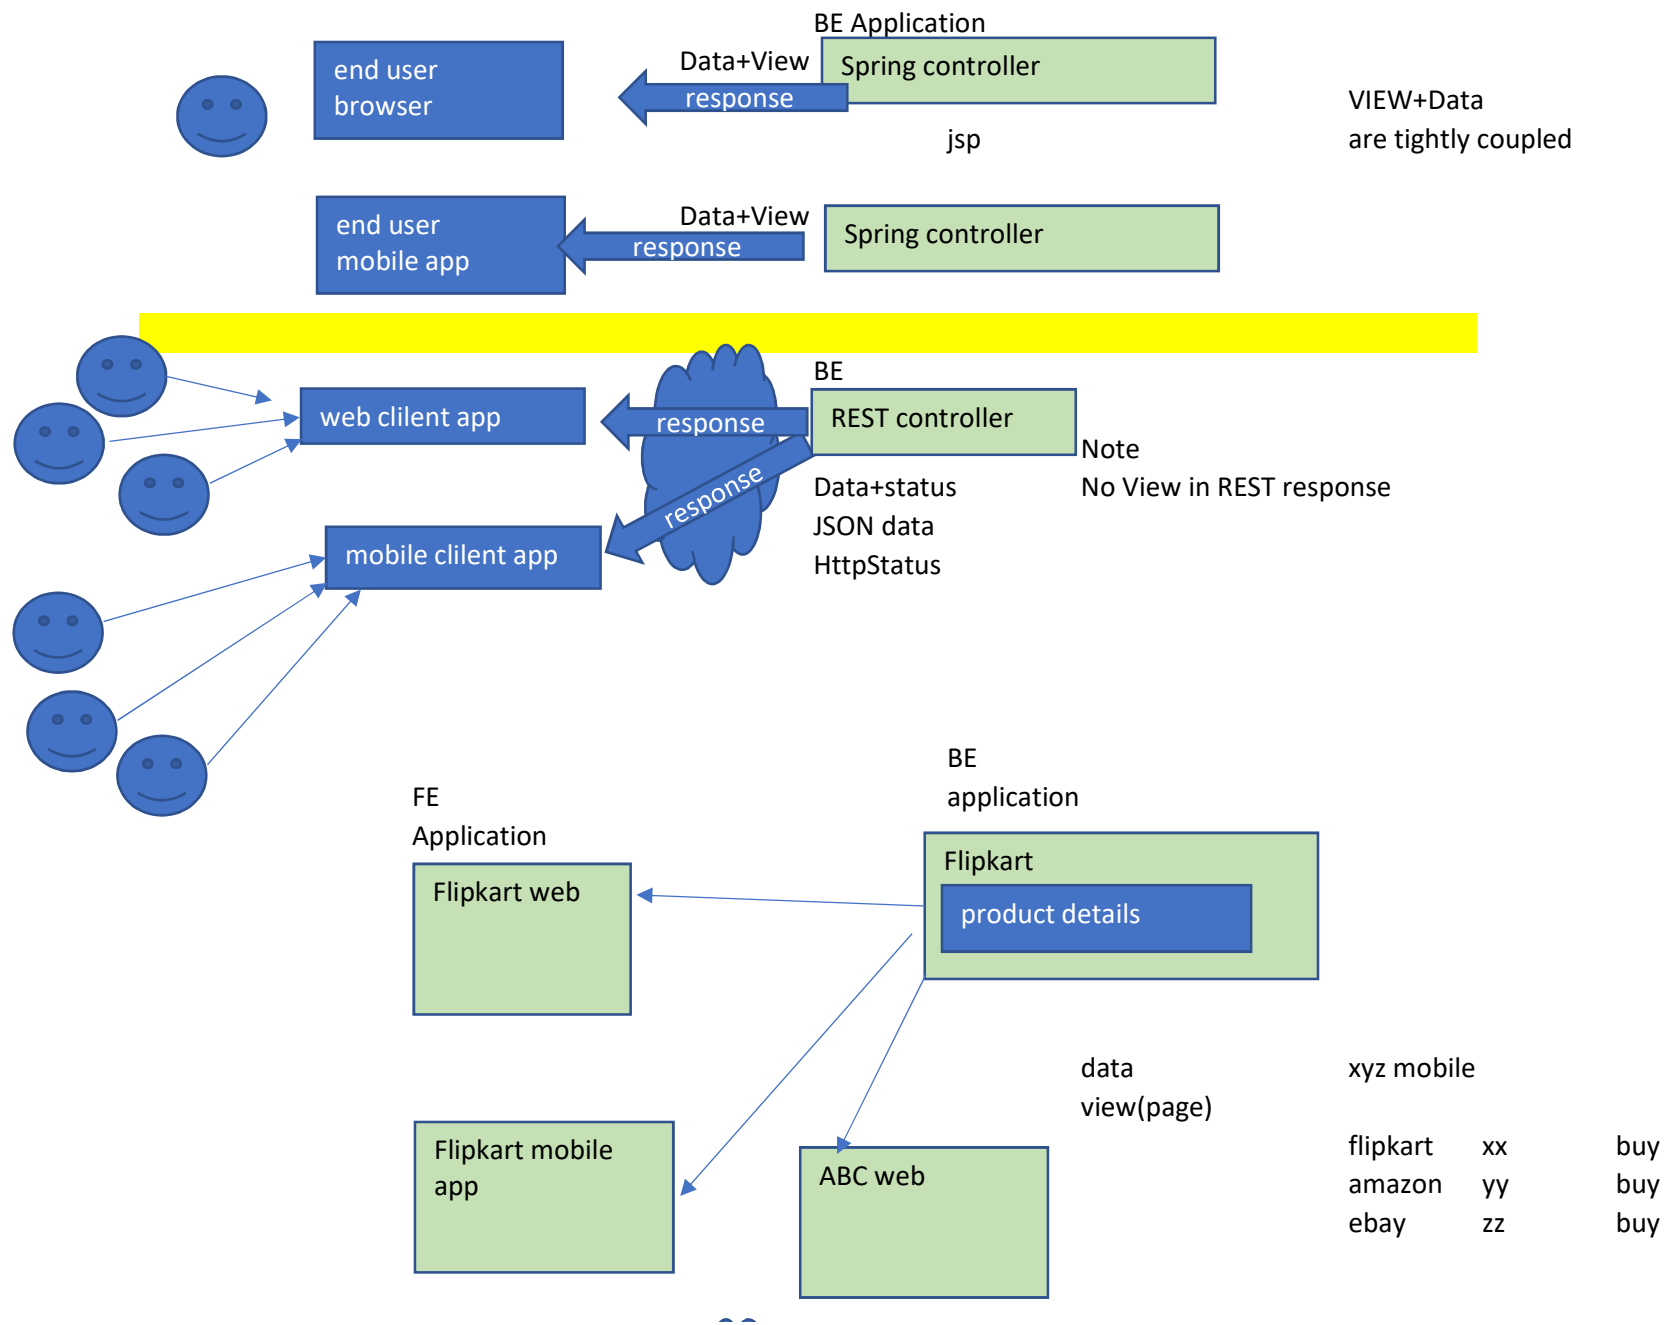 BE Application
end user
browser
Data+View
response
Spring controller
jsp
VIEW+Data
are tightly coupled
end user
mobile app
Data+View
response
Spring controller
BE
web clilent app
response
REST controller
Note
No View in REST response
response
Data+status
JSON data
HttpStatus
mobile clilent app
BE
application
FE
Application
Flipkart web
Flipkart
product details
data
view(page)
xyz mobile
Flipkart mobile
app
ABC web
flipkart xx buy
amazon yy buy
ebay zz buy